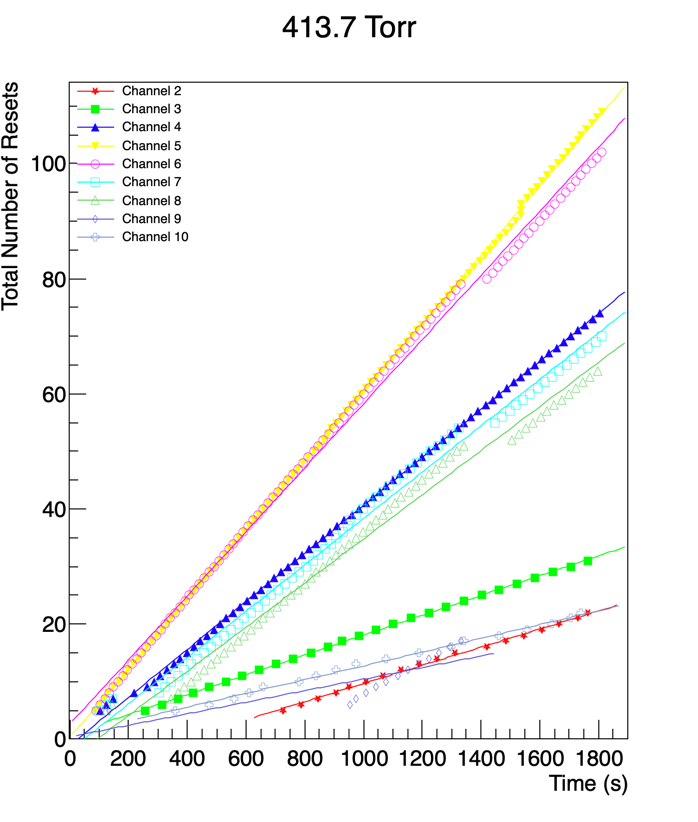 413.7 Torr
Total Number of Resets
Channel 2
Channel 3
Channel 4
Channel 5
Channel 6
Channel 7
Channel 8
Channel 9
Channel 10
100
80
60
40
20
0
0 200 400 600 800 1000 1200 1400 1600 1800
Time (s)